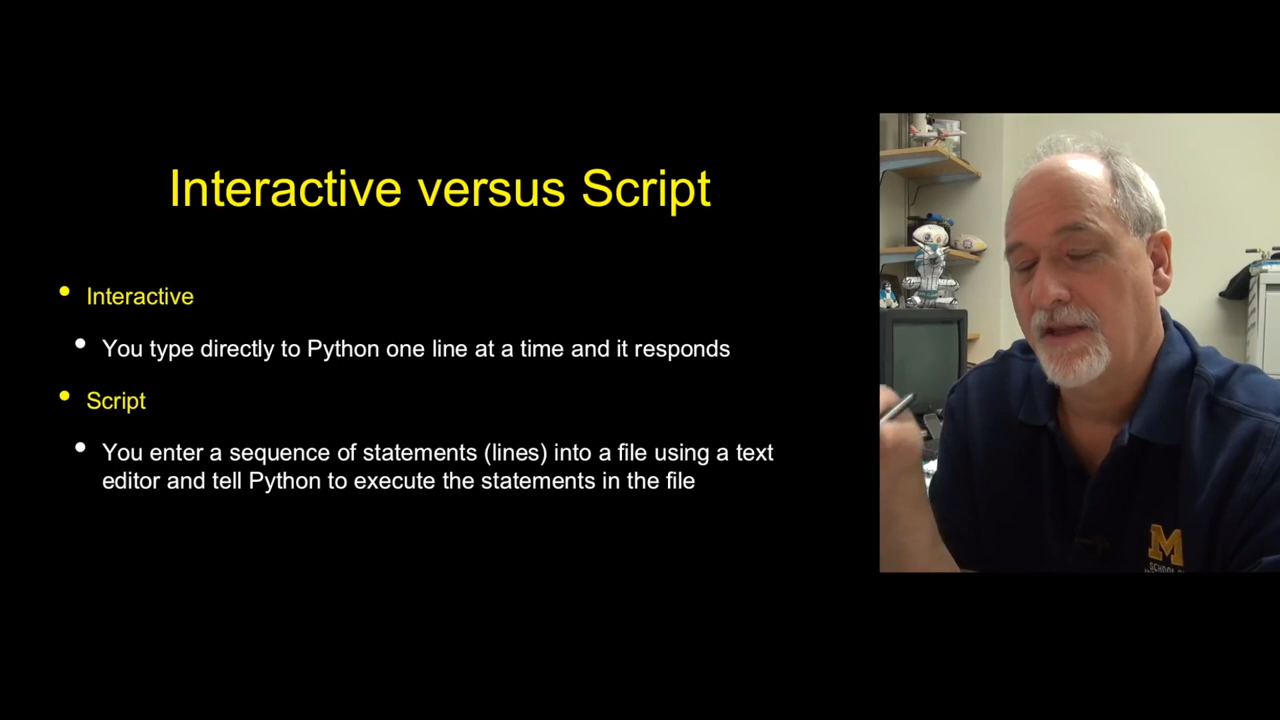 Interactive versus Script
• Interactive
• You type directly to Python one line at a time and it responds
• Script
• You enter a sequence of statements (lines) into a file using a text
editor and tell Python to execute the statements in the file
M
SCHOOL